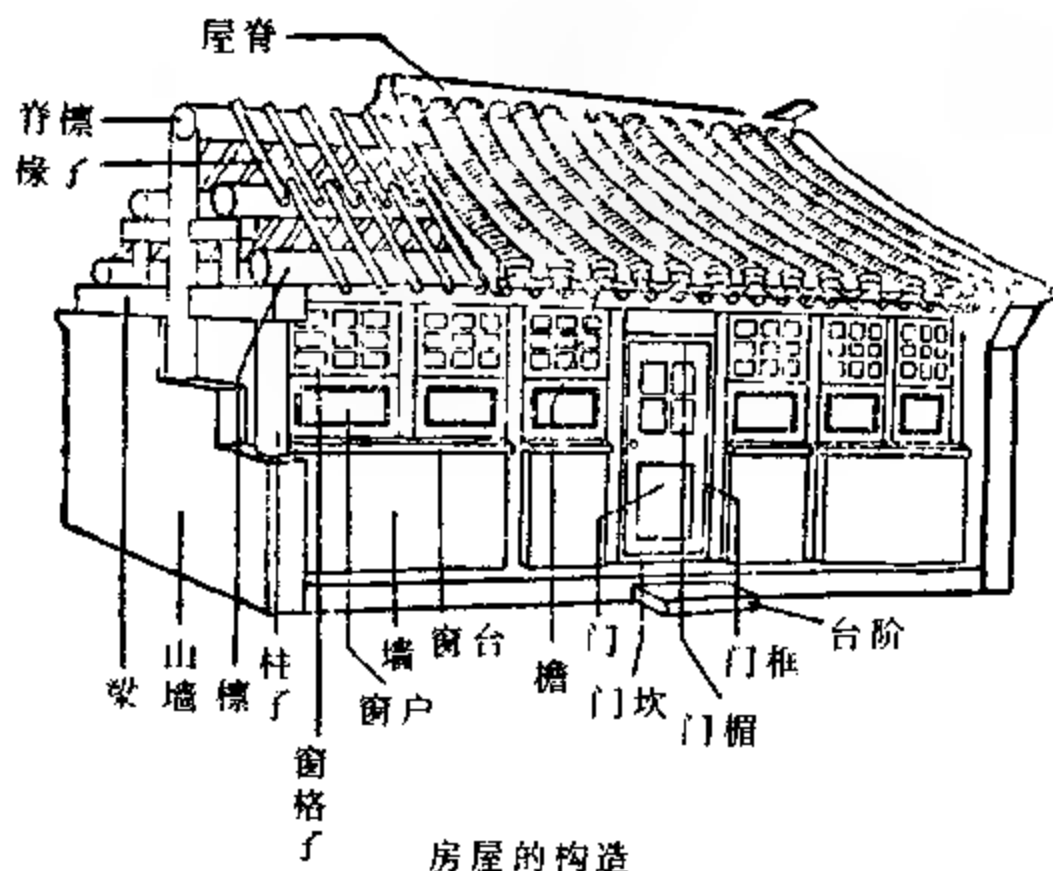 屋脊
脊檩
椽子
梁
山墙
檩
柱子
窗格子
窗户
墙
窗台
檐
门
门坎
门楣
门框
台阶
房屋的构造